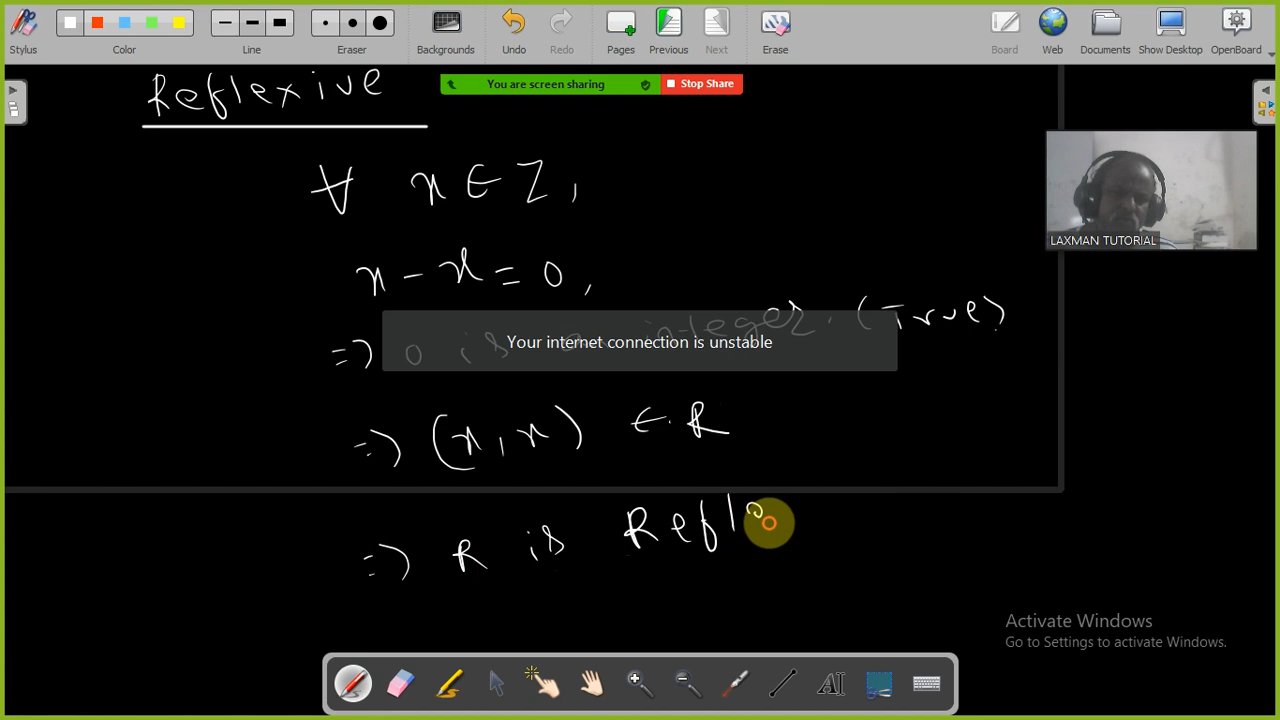 Stylus
Color
Line
Eraser
Backgrounds
Undo
Redo
Pages
Previous
Next
Erase
Board
Web
Documents
Show Desktop
OpenBoard
You are screen sharing
Stop Share
Reflexive
∀ x ∈ Z,
x - x = 0,
LAXMAN TUTORIAL
⇒ 0 is an integer. (True)
Your internet connection is unstable
⇒ (x, x) ∈ R
⇒ R is Refle
Activate Windows
Go to Settings to activate Windows.
AI